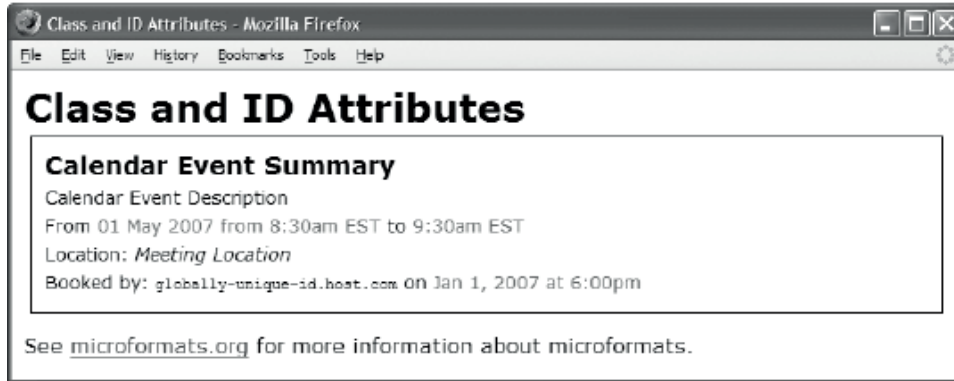 Class and ID Attributes - Mozilla Firefox
File Edit View History Bookmarks Tools Help
Class and ID Attributes
Calendar Event Summary
Calendar Event Description
From 01 May 2007 from 8:30am EST to 9:30am EST
Location: Meeting Location
Booked by: globally-unique-id.host.com on Jan 1, 2007 at 6:00pm
See microformats.org for more information about microformats.